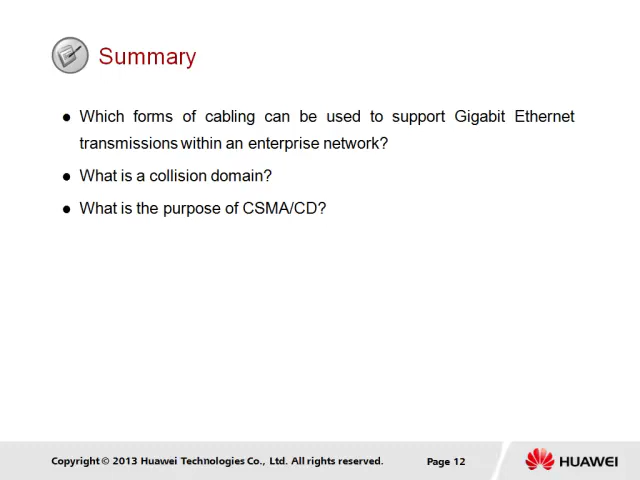 Summary
● Which forms of cabling can be used to support Gigabit Ethernet
transmissions within an enterprise network?
● What is a collision domain?
● What is the purpose of CSMA/CD?
Copyright © 2013 Huawei Technologies Co., Ltd. All rights reserved. Page 12 HUAWEI